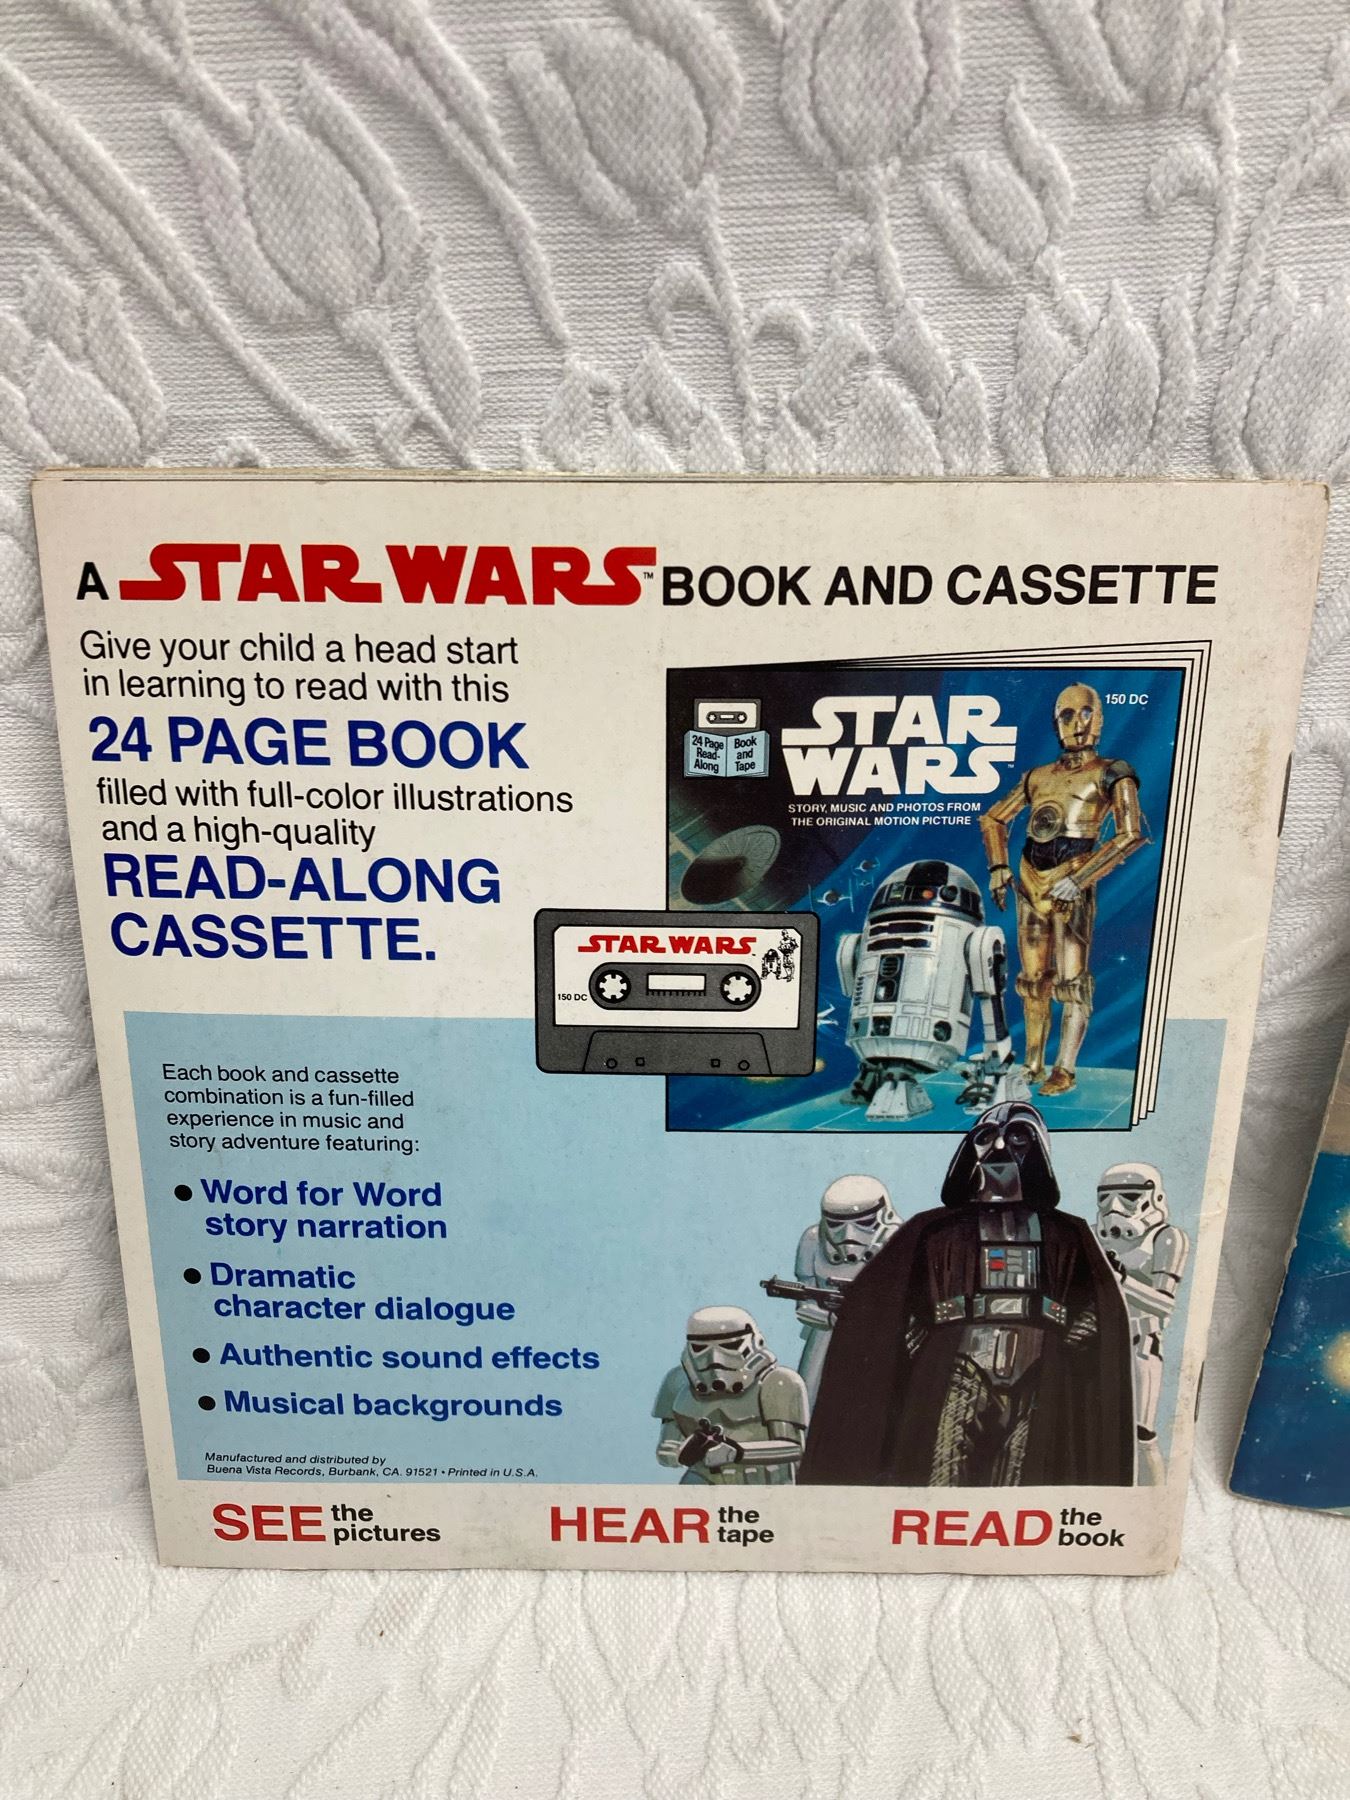 A STAR WARS™ BOOK AND CASSETTE
Give your child a head start
in learning to read with this
24 PAGE BOOK
filled with full-color illustrations
and a high-quality
READ-ALONG
CASSETTE.
150 DC
24 Page
Read-
Along
Book
and
Tape
STAR
WARS™
STORY, MUSIC AND PHOTOS FROM
THE ORIGINAL MOTION PICTURE
STAR WARS
150 DC
Each book and cassette
combination is a fun-filled
experience in music and
story adventure featuring:
• Word for Word
story narration
• Dramatic
character dialogue
• Authentic sound effects
• Musical backgrounds
Manufactured and distributed by
Buena Vista Records, Burbank, CA. 91521 • Printed in U.S.A.
SEE the pictures
HEAR the tape
READ the book